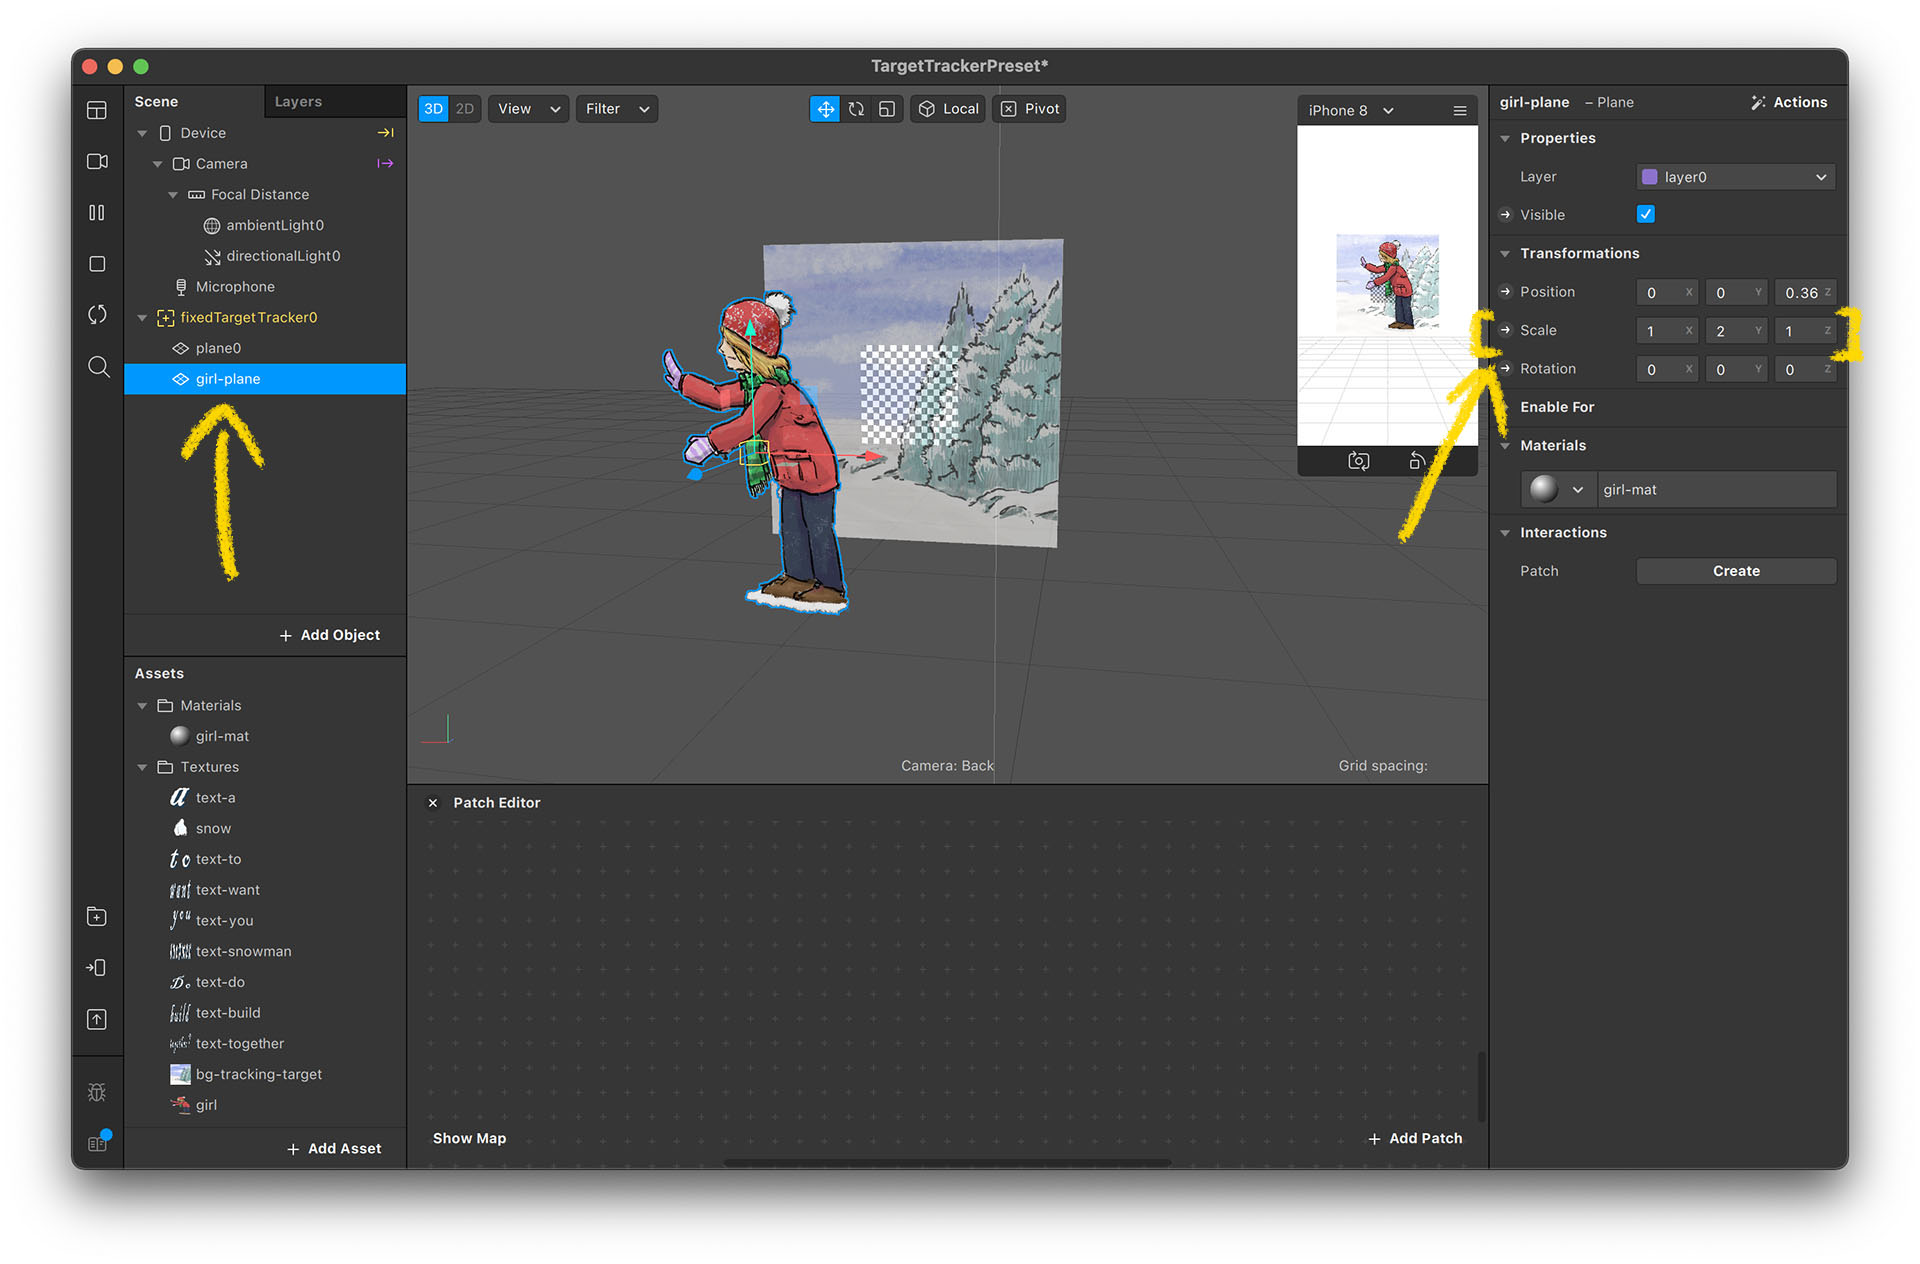 TargetTrackerPreset*
Scene
Layers
Device
Camera
Focal Distance
ambientLight0
directionalLight0
Microphone
fixedTargetTracker0
plane0
girl-plane
+ Add Object
Assets
Materials
girl-mat
Textures
text-a
snow
text-to
text-want
text-you
text-snowman
text-do
text-build
text-together
bg-tracking-target
girl
+ Add Asset
3D 2D View Filter Local Pivot
iPhone 8
Camera: Back
Grid spacing:
Patch Editor
Show Map
+ Add Patch
girl-plane – Plane Actions
Properties
Layer layer0
Visible
Transformations
Position 0 X 0 Y 0.36 Z
Scale 1 X 2 Y 1 Z
Rotation 0 X 0 Y 0 Z
Enable For
Materials
girl-mat
Interactions
Patch Create